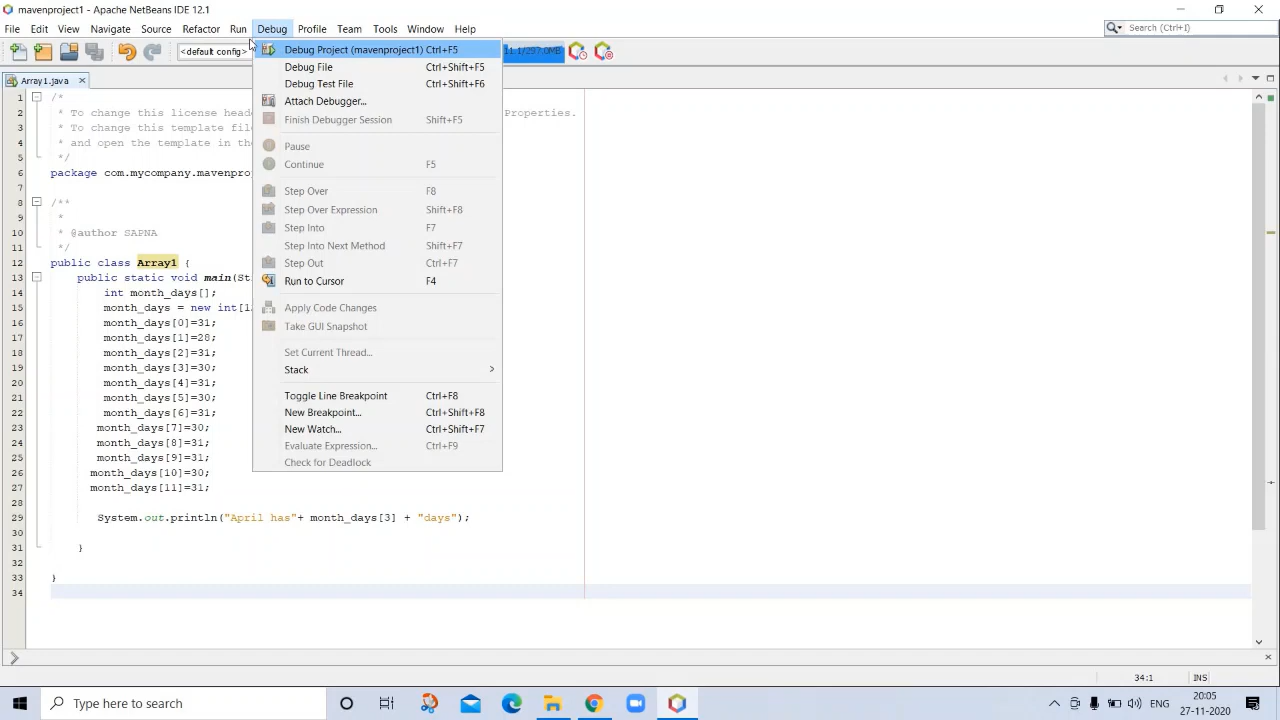 mavenproject1 - Apache NetBeans IDE 12.1
File Edit View Navigate Source Refactor Run Debug Profile Team Tools Window Help
Search (Ctrl+I)
<default config>
11.1/297.0MB
Array1.java
Debug Project (mavenproject1) Ctrl+F5
Debug File Ctrl+Shift+F5
Debug Test File Ctrl+Shift+F6
Attach Debugger...
Finish Debugger Session Shift+F5
Pause
Continue F5
Step Over F8
Step Over Expression Shift+F8
Step Into F7
Step Into Next Method Shift+F7
Step Out Ctrl+F7
Run to Cursor F4
Apply Code Changes
Take GUI Snapshot
Set Current Thread...
Stack
Toggle Line Breakpoint Ctrl+F8
New Breakpoint... Ctrl+Shift+F8
New Watch... Ctrl+Shift+F7
Evaluate Expression... Ctrl+F9
Check for Deadlock
1 /*
2 * To change this license head Properties.
3 * To change this template fil
4 * and open the template in the
5 */
6 package com.mycompany.mavenpro
7
8 /**
9 *
10 * @author SAPNA
11 */
12 public class Array1 {
13 public static void main(St
14 int month_days[];
15 month_days = new int[1
16 month_days[0]=31;
17 month_days[1]=28;
18 month_days[2]=31;
19 month_days[3]=30;
20 month_days[4]=31;
21 month_days[5]=30;
22 month_days[6]=31;
23 month_days[7]=30;
24 month_days[8]=31;
25 month_days[9]=31;
26 month_days[10]=30;
27 month_days[11]=31;
28
29 System.out.println("April has"+ month_days[3] + "days");
30
31 }
32
33 }
34
34:1 INS
Type here to search
ENG
20:05
27-11-2020